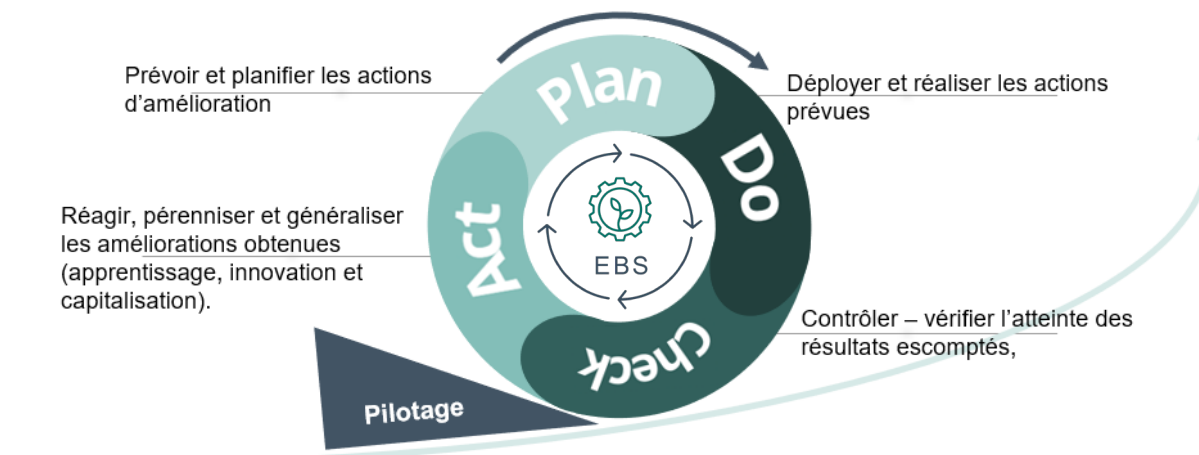 Plan
Prévoir et planifier les actions
d’amélioration
Déployer et réaliser les actions
prévues
Do
Act
Réagir, pérenniser et généraliser
les améliorations obtenues
(apprentissage, innovation et
capitalisation).
EBS
Contrôler – vérifier l’atteinte des
résultats escomptés,
Check
Pilotage